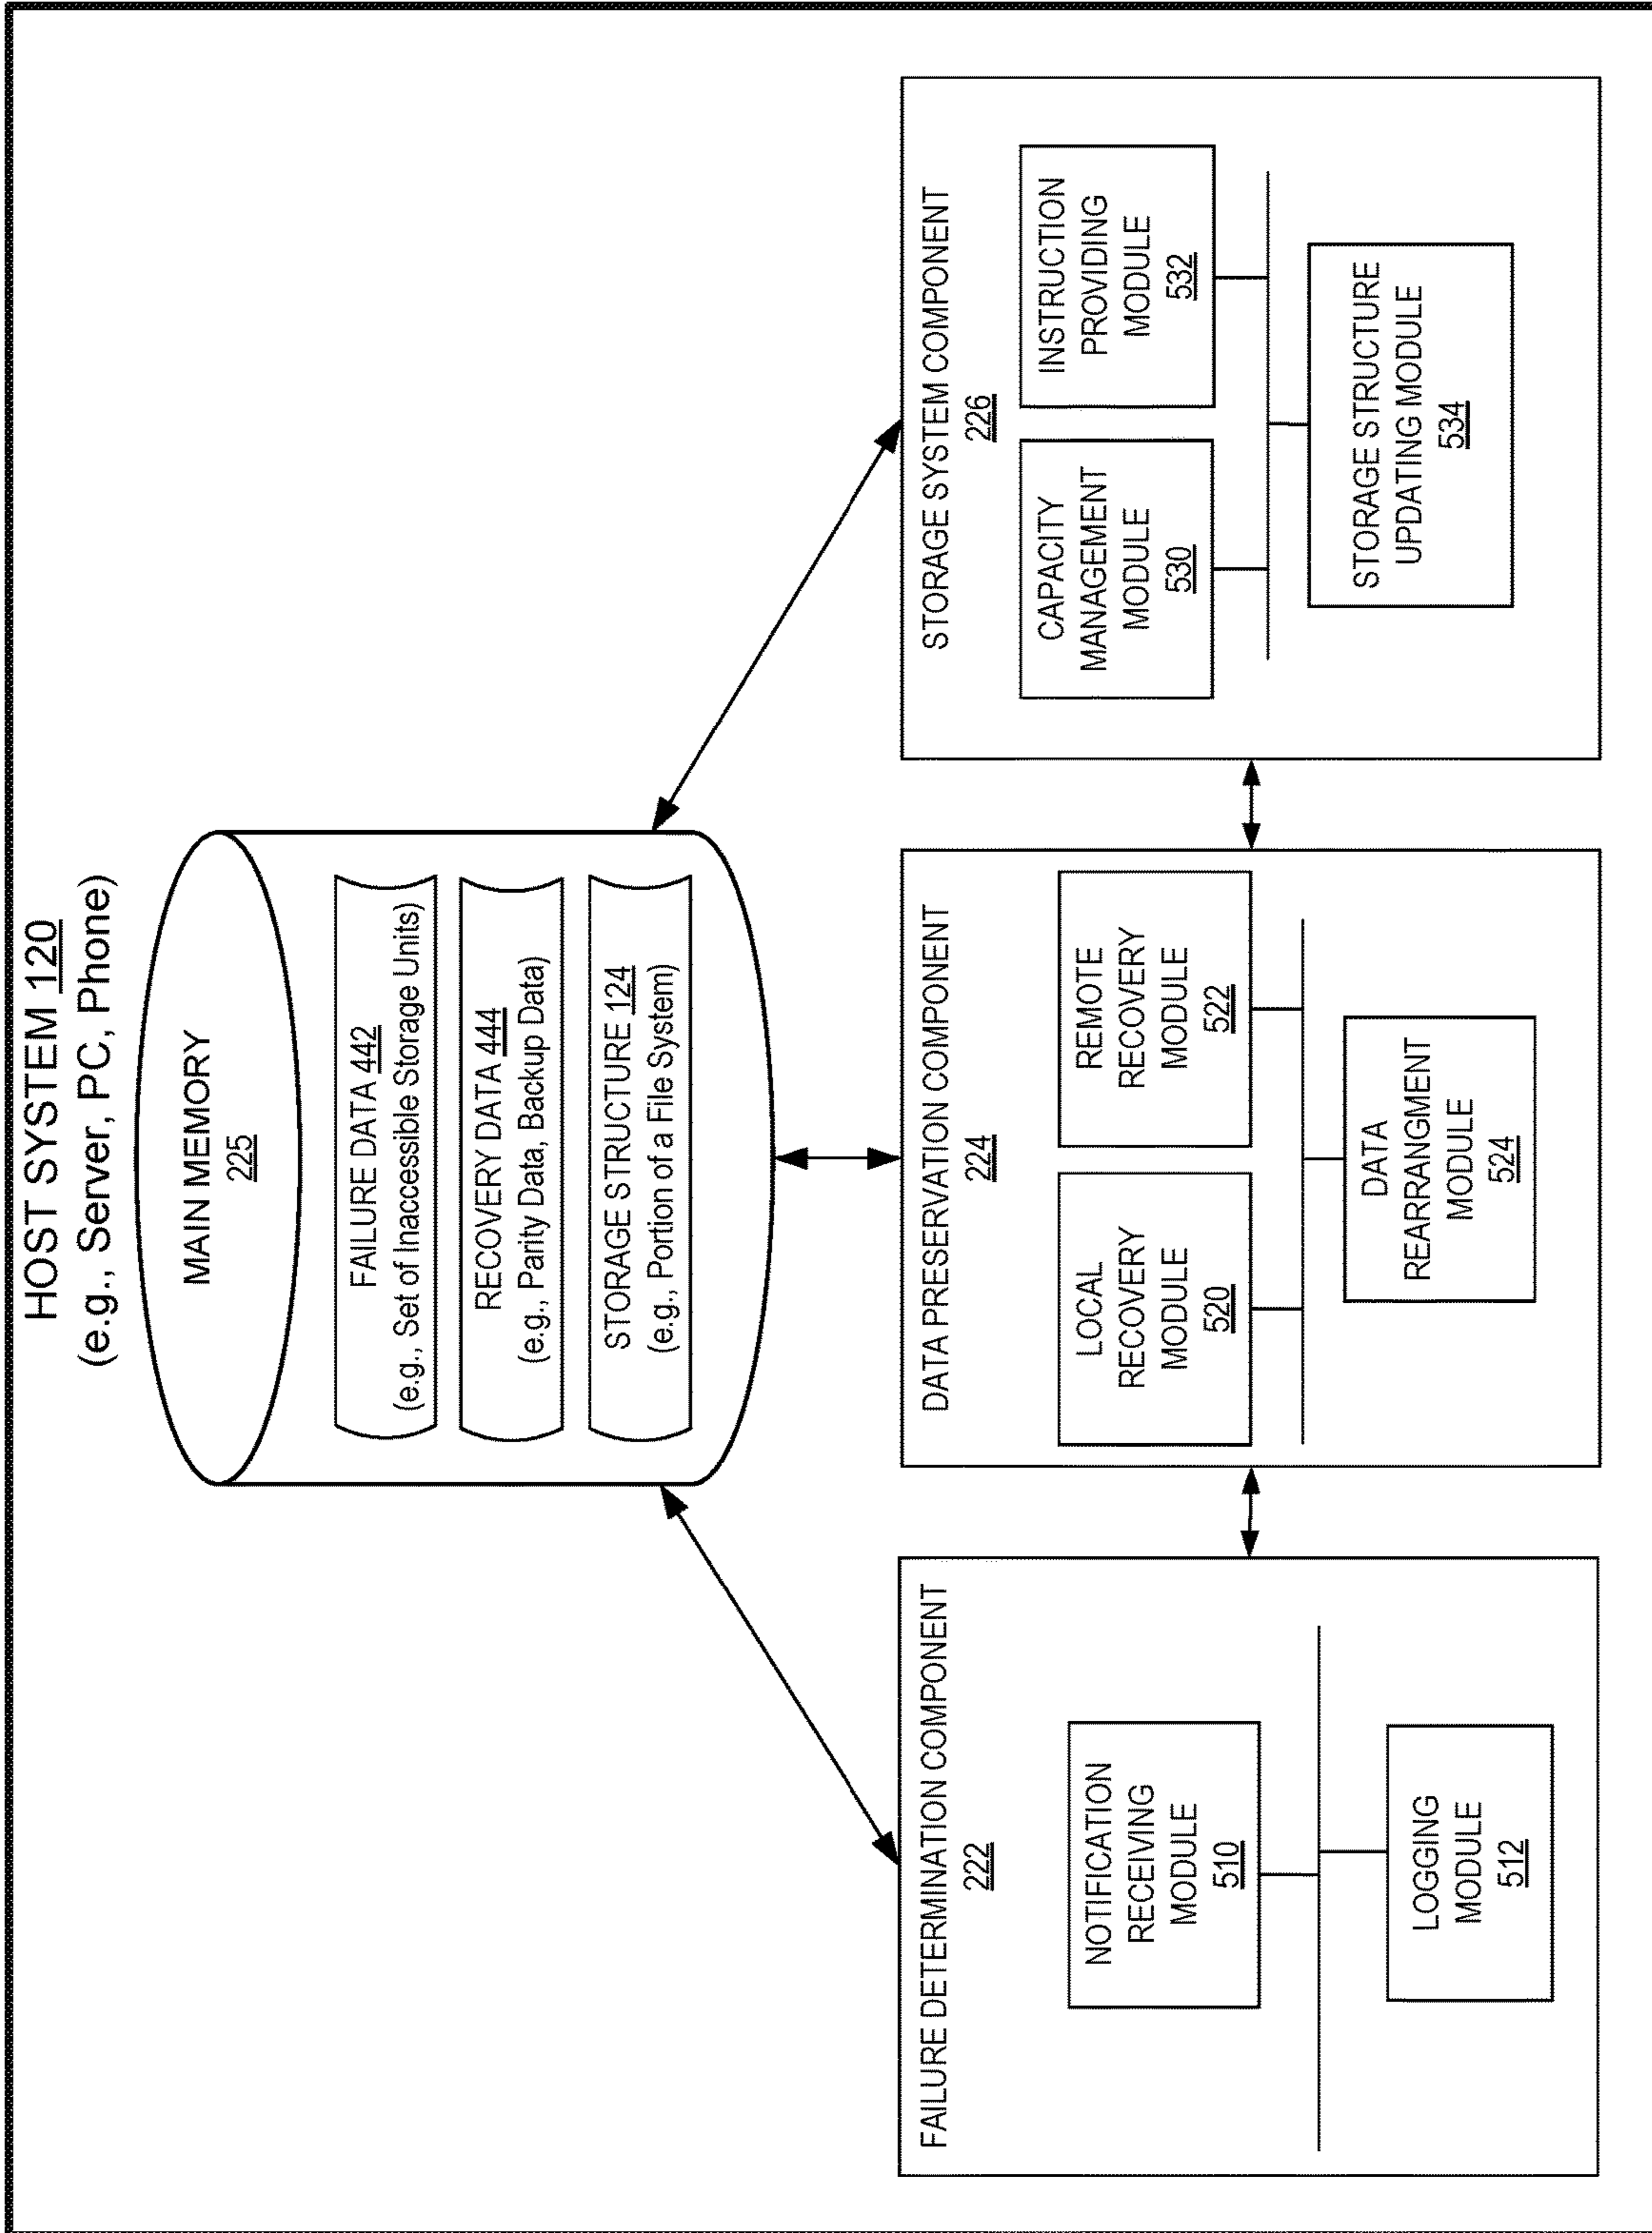 HOST SYSTEM 120
(e.g., Server, PC, Phone)
MAIN MEMORY
225
FAILURE DATA 442
(e.g., Set of Inaccessible Storage Units)
RECOVERY DATA 444
(e.g., Parity Data, Backup Data)
STORAGE STRUCTURE 124
(e.g., Portion of a File System)
FAILURE DETERMINATION COMPONENT
222
NOTIFICATION
RECEIVING
MODULE
510
LOGGING
MODULE
512
DATA PRESERVATION COMPONENT
224
LOCAL
RECOVERY
MODULE
520
REMOTE
RECOVERY
MODULE
522
DATA
REARRANGMENT
MODULE
524
STORAGE SYSTEM COMPONENT
226
CAPACITY
MANAGEMENT
MODULE
530
INSTRUCTION
PROVIDING
MODULE
532
STORAGE STRUCTURE
UPDATING MODULE
534